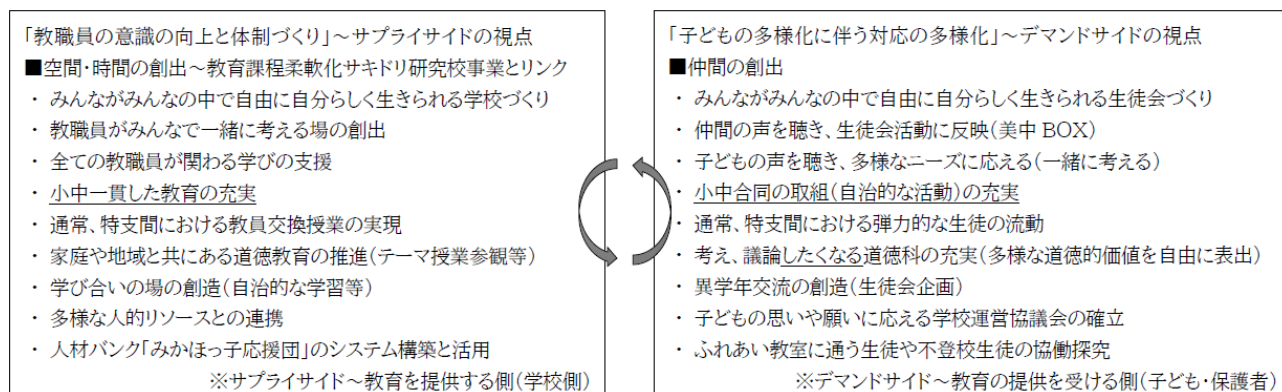 「教職員の意識の向上と体制づくり」~サプライサイドの視点
■空間・時間の創出~教育課程柔軟化サキドリ研究校事業とリンク
・ みんながみんなの中で自由に自分らしく生きられる学校づくり
・ 教職員がみんなで一緒に考える場の創出
・ 全ての教職員が関わる学びの支援
・ 小中一貫した教育の充実
・ 通常、特支間における教員交換授業の実現
・ 家庭や地域と共にある道徳教育の推進(テーマ授業参観等)
・ 学び合いの場の創造(自治的な学習等)
・ 多様な人的リソースとの連携
・ 人材バンク「みかほっ子応援団」のシステム構築と活用
※サプライサイド~教育を提供する側(学校側)
「子どもの多様化に伴う対応の多様化」~デマンドサイドの視点
■仲間の創出
・ みんながみんなの中で自由に自分らしく生きられる生徒会づくり
・ 仲間の声を聴き、生徒会活動に反映(美中 BOX)
・ 子どもの声を聴き、多様なニーズに応える(一緒に考える)
・ 小中合同の取組(自治的な活動)の充実
・ 通常、特支間における弾力的な生徒の流動
・ 考え、議論したくなる道徳科の充実(多様な道徳的価値を自由に表出)
・ 異学年交流の創造(生徒会企画)
・ 子どもの思いや願いに応える学校運営協議会の確立
・ ふれあい教室に通う生徒や不登校生徒の協働探究
※デマンドサイド~教育の提供を受ける側(子ども・保護者)